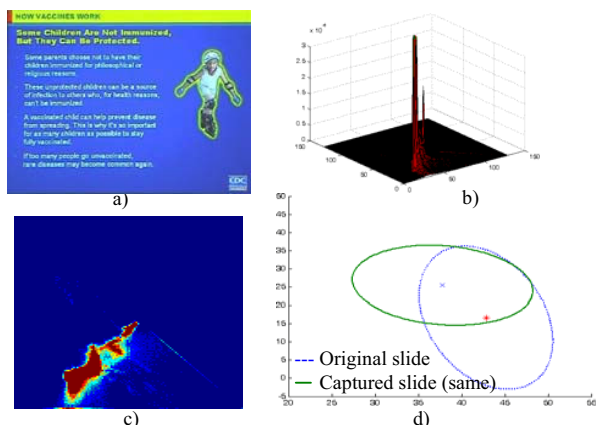 HOW VACCINES WORK
Some Children Are Not Immunized,
But They Can Be Protected.
Some parents choose not to have their
children immunized for philosophical or
religious reasons.
These unprotected children can be a source
of infection to others who, for health reasons,
can't be immunized.
A vaccinated child can help prevent disease
from spreading. This is why it's so important
for as many children as possible to stay
fully vaccinated.
If too many people go unvaccinated,
rare diseases may become common again.
CDC
a)
x 10
3.5
3
2.5
2
1.5
1
0.5
0
150
100
50
0
0
50
100
150
b)
c)
50
45
40
35
30
25
20
15
10
5
0
-5
Original slide
Captured slide (same)
20 25 30 35 40 45 50 55 60
d)